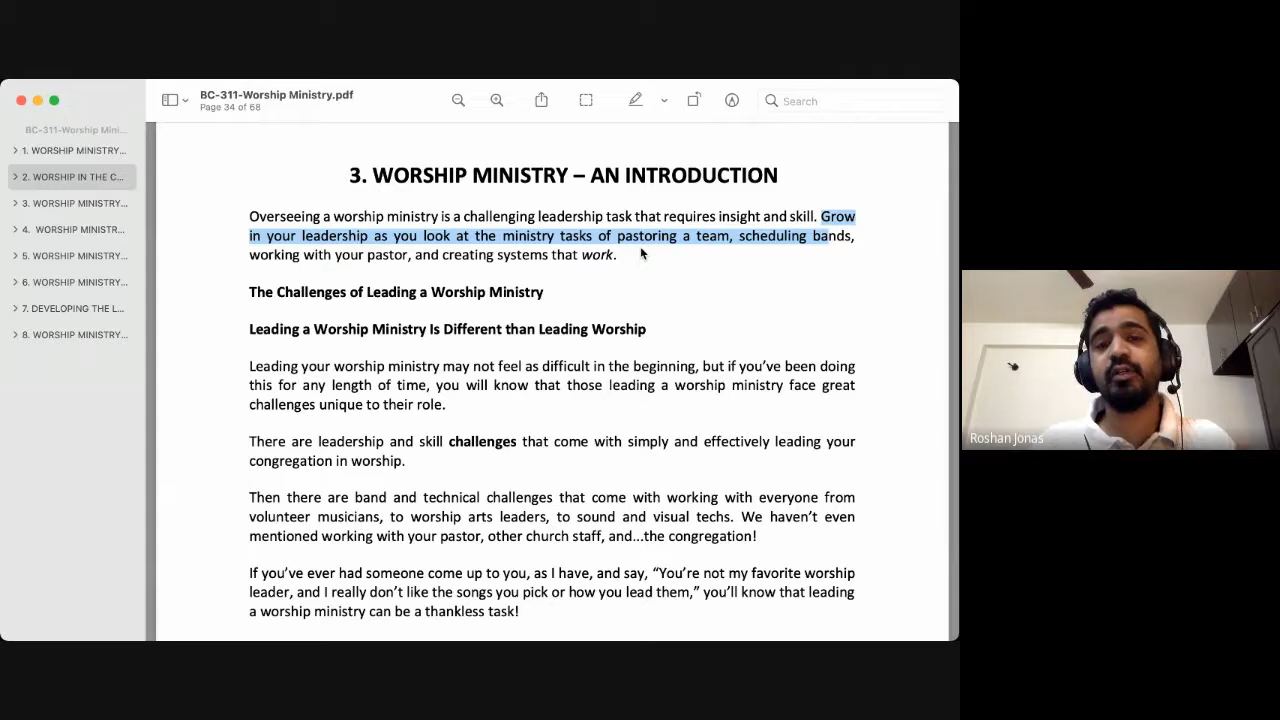 BC-311-Worship Ministry.pdf
Page 34 of 68
Search
BC-311-Worship Mini...
1. WORSHIP MINISTRY...
2. WORSHIP IN THE C...
3. WORSHIP MINISTRY...
4. WORSHIP MINISTR...
5. WORSHIP MINISTRY...
6. WORSHIP MINISTRY...
7. DEVELOPING THE L...
8. WORSHIP MINISTRY...
3. WORSHIP MINISTRY – AN INTRODUCTION
Overseeing a worship ministry is a challenging leadership task that requires insight and skill. Grow
in your leadership as you look at the ministry tasks of pastoring a team, scheduling bands,
working with your pastor, and creating systems that work.
The Challenges of Leading a Worship Ministry
Leading a Worship Ministry Is Different than Leading Worship
Leading your worship ministry may not feel as difficult in the beginning, but if you’ve been doing
this for any length of time, you will know that those leading a worship ministry face great
challenges unique to their role.
There are leadership and skill challenges that come with simply and effectively leading your
congregation in worship.
Then there are band and technical challenges that come with working with everyone from
volunteer musicians, to worship arts leaders, to sound and visual techs. We haven’t even
mentioned working with your pastor, other church staff, and...the congregation!
If you’ve ever had someone come up to you, as I have, and say, “You’re not my favorite worship
leader, and I really don’t like the songs you pick or how you lead them,” you’ll know that leading
a worship ministry can be a thankless task!
Roshan Jonas